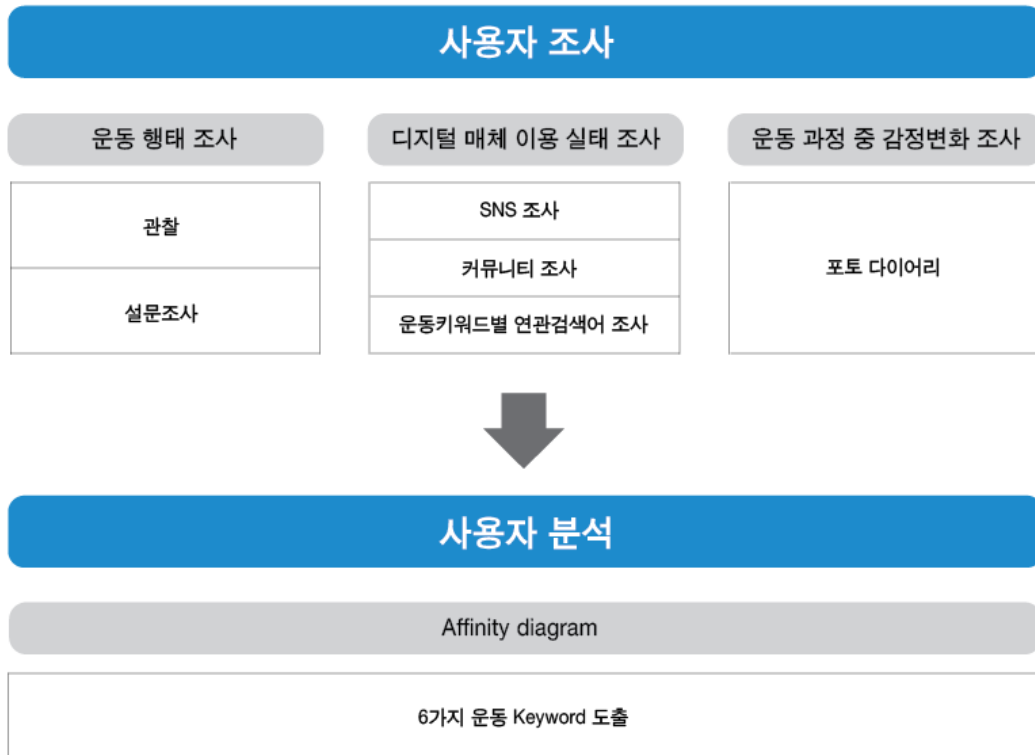 사용자 조사
운동 행태 조사
관찰
설문조사
디지털 매체 이용 실태 조사
SNS 조사
커뮤니티 조사
운동키워드별 연관검색어 조사
운동 과정 중 감정변화 조사
포토 다이어리
사용자 분석
Affinity diagram
6가지 운동 Keyword 도출